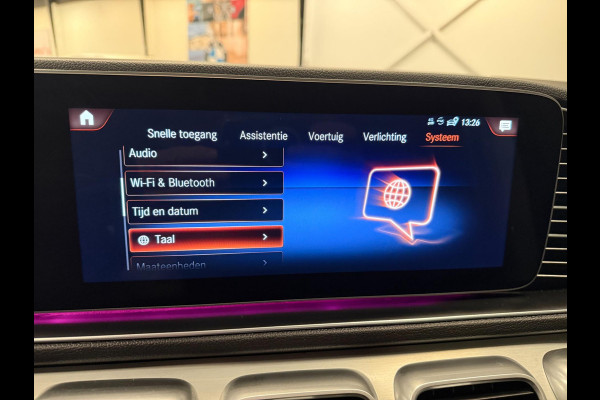 13:26
Snelle toegang Assistentie Voertuig Verlichting Systeem
Audio
Wi-Fi & Bluetooth
Tijd en datum
Taal
Maateenheden